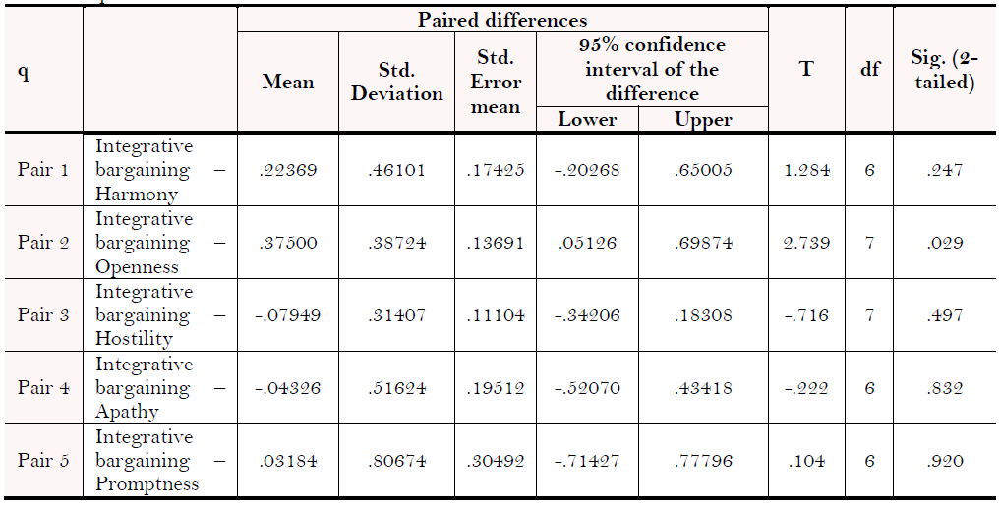 Paired differences
q
Mean
Std.
Deviation
Std.
Error
mean
95% confidence
interval of the
difference
T
df
Sig. (2-
tailed)
Lower Upper
Pair 1 Integrative
bargaining –
Harmony
.22369 .46101 .17425 -.20268 .65005 1.284 6 .247
Pair 2 Integrative
bargaining –
Openness
.37500 .38724 .13691 .05126 .69874 2.739 7 .029
Pair 3 Integrative
bargaining –
Hostility
-.07949 .31407 .11104 -.34206 .18308 -.716 7 .497
Pair 4 Integrative
bargaining –
Apathy
-.04326 .51624 .19512 -.52070 .43418 -.222 6 .832
Pair 5 Integrative
bargaining –
Promptness
.03184 .80674 .30492 -.71427 .77796 .104 6 .920